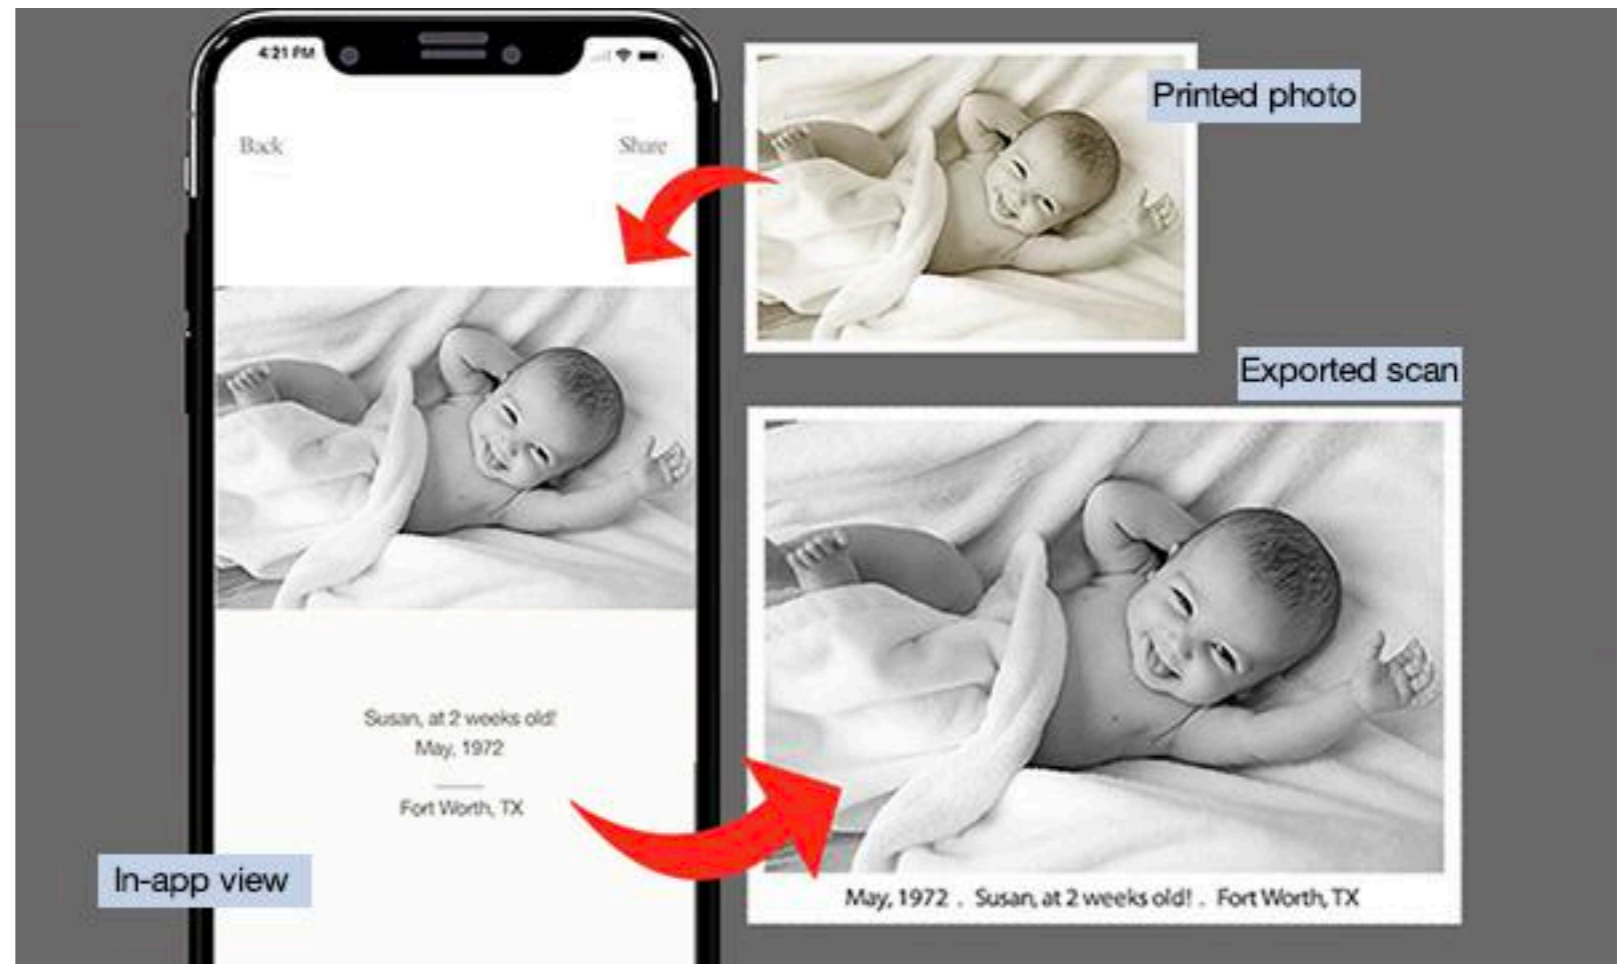 4:21 PM
Back
Share
Susan, at 2 weeks old!
May, 1972
Fort Worth, TX
In-app view
Printed photo
Exported scan
May, 1972 . Susan, at 2 weeks old! . Fort Worth, TX